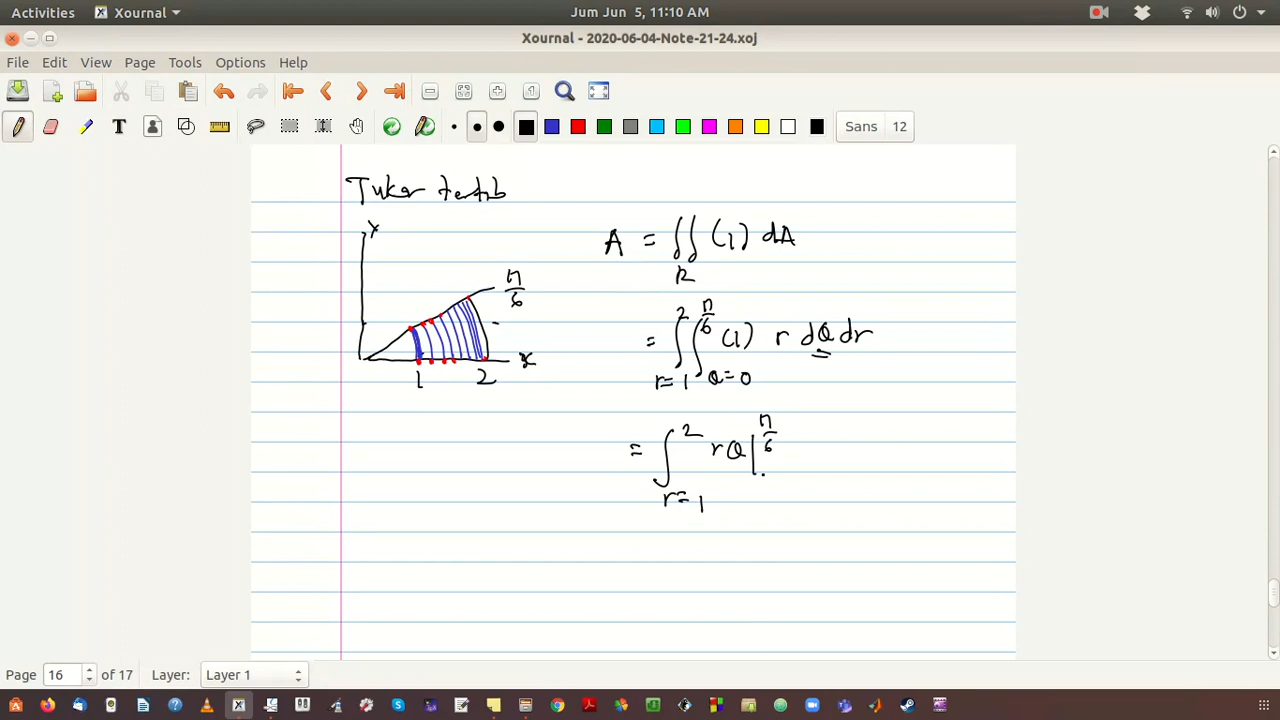 Activities Xournal Jum Jun 5, 11:10 AM
Xournal - 2020-06-04-Note-21-24.xoj
File Edit View Page Tools Options Help
Sans 12
Tukar tertib
Y
π/6
x
1 2
A = ∬_R (1) dA
= ∫_{r=1}^{2} ∫_{θ=0}^{π/6} (1) r dθ dr
= ∫_{r=1}^{2} rθ |^{π/6}
Page 16 of 17 Layer: Layer 1